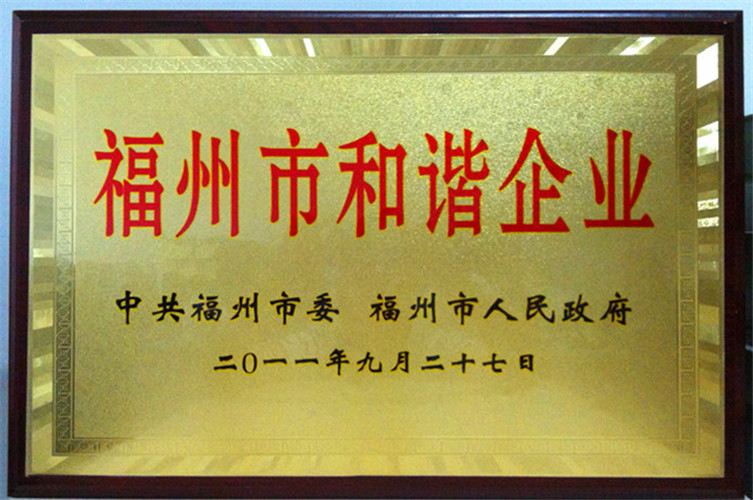 福州市和谐企业
中共福州市委 福州市人民政府
二〇一一年九月二十七日